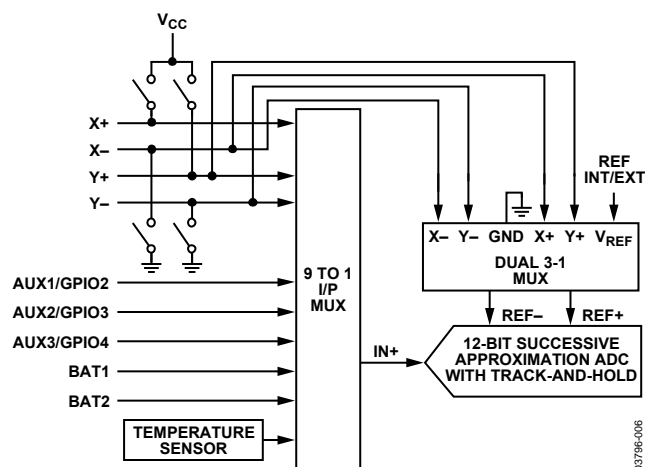 VCC
X+
X–
Y+
Y–
REF
INT/EXT
X– Y– GND X+ Y+ VREF
DUAL 3-1
MUX
AUX1/GPIO2
AUX2/GPIO3
AUX3/GPIO4
BAT1
BAT2
9 TO 1
I/P
MUX
REF– REF+
IN+
12-BIT SUCCESSIVE
APPROXIMATION ADC
WITH TRACK-AND-HOLD
TEMPERATURE
SENSOR
03796-006